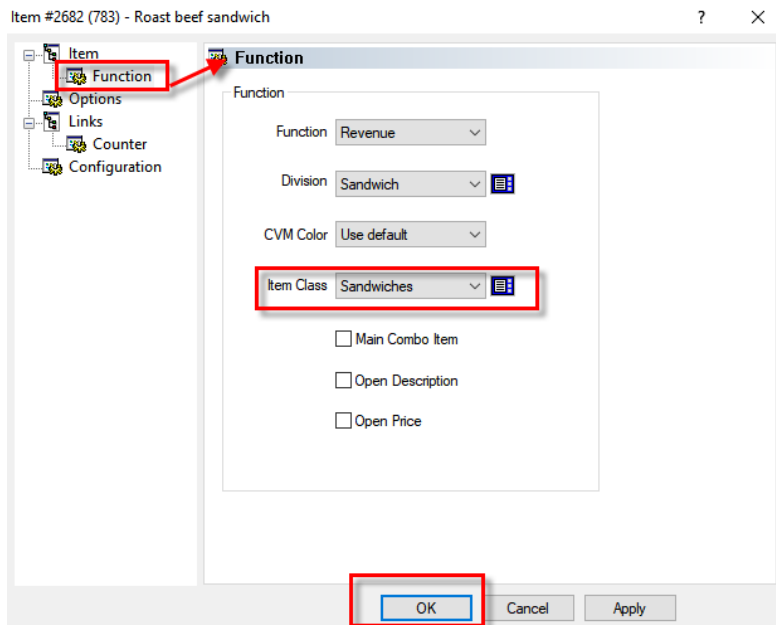 Item #2682 (783) - Roast beef sandwich
?
Item
Function
Options
Links
Counter
Configuration
Function
Function
Function Revenue
Division Sandwich
CVM Color Use default
Item Class Sandwiches
Main Combo Item
Open Description
Open Price
OK Cancel Apply